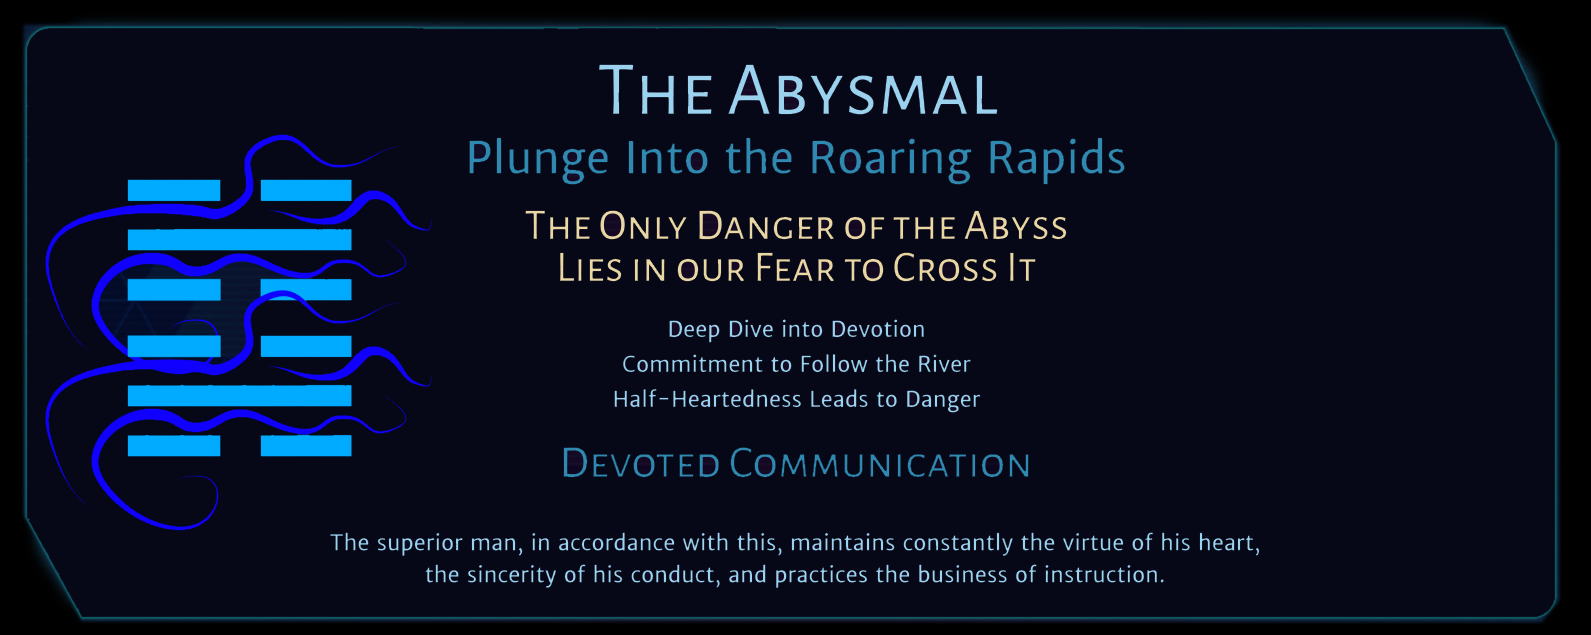 The Abysmal
Plunge Into the Roaring Rapids
The Only Danger of the Abyss
Lies in our Fear to Cross It
Deep Dive into Devotion
Commitment to Follow the River
Half-Heartedness Leads to Danger
Devoted Communication
The superior man, in accordance with this, maintains constantly the virtue of his heart,
the sincerity of his conduct, and practices the business of instruction.